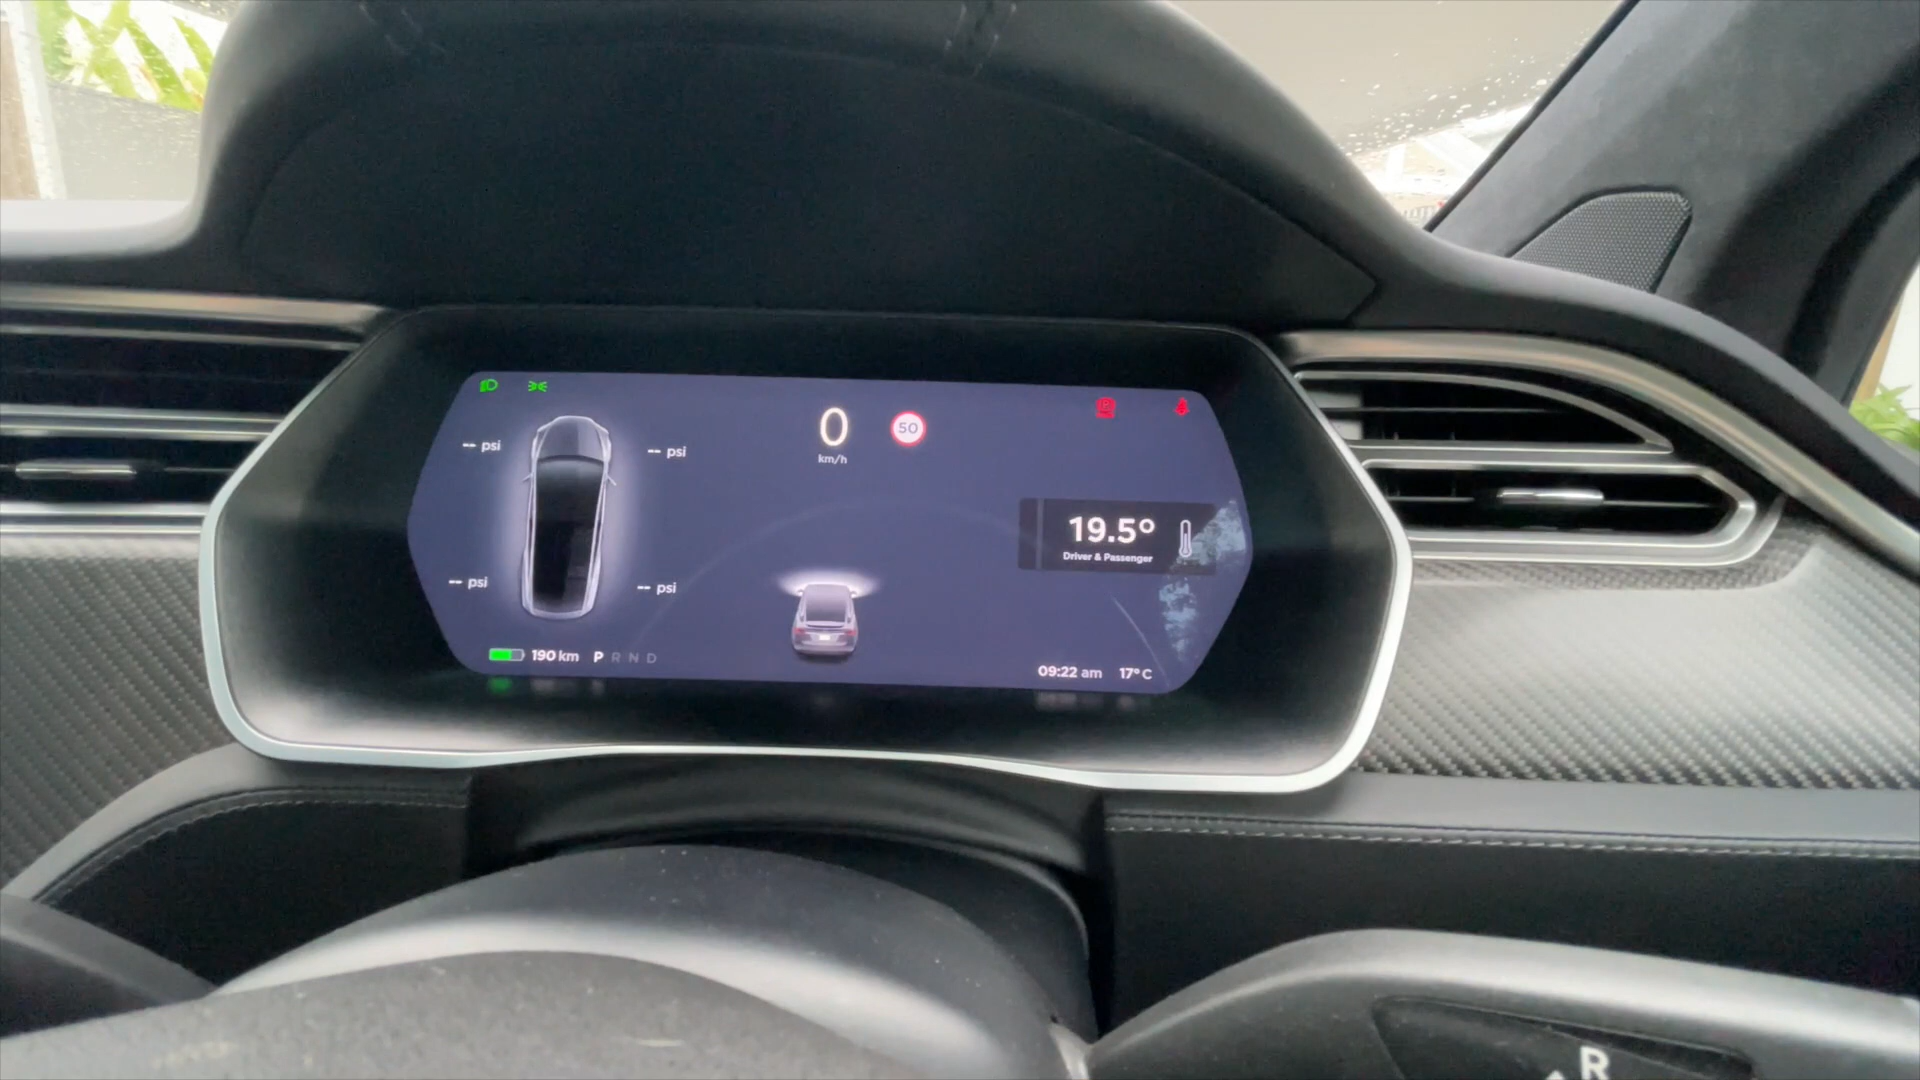 0
km/h
50
-- psi
-- psi
19.5°
Driver & Passenger
-- psi
-- psi
190 km
P R N D
09:22 am
17°C
R